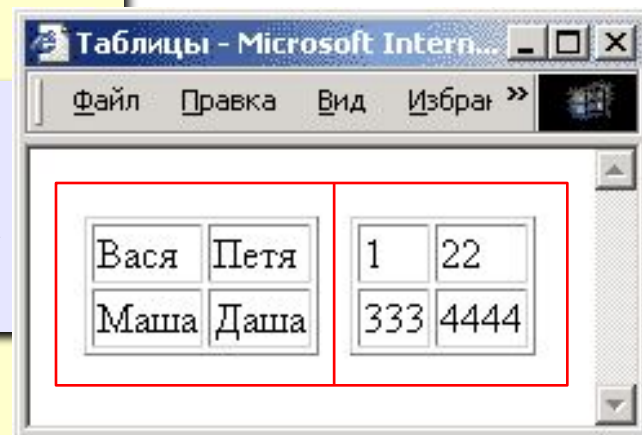 Таблицы - Microsoft Intern...
Файл Правка Вид Избран »
Вася Петя 1 22
Маша Даша 333 4444